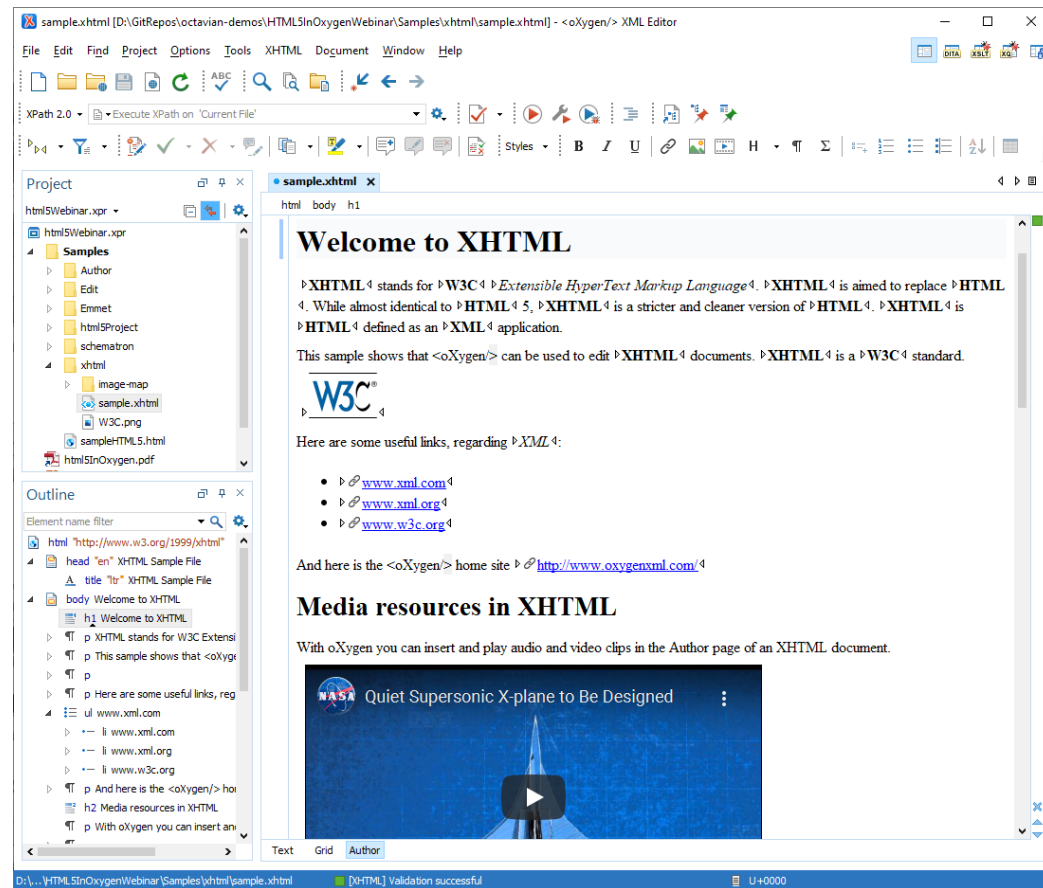 sample.xhtml [D:\GitRepos\octavian-demos\HTML5InOxygenWebinar\Samples\xhtml\sample.xhtml] - <oXygen/> XML Editor
File Edit Find Project Options Tools XHTML Document Window Help
DITA XSLT XQ
ABC
XPath 2.0 Execute XPath on 'Current File'
Styles B I U H ¶ Σ
Project
html5Webinar.xpr
html5Webinar.xpr
Samples
Author
Edit
Emmet
html5Project
schematron
xhtml
image-map
sample.xhtml
W3C.png
sampleHTML5.html
html5InOxygen.pdf
Outline
Element name filter
html "http://www.w3.org/1999/xhtml"
head "en" XHTML Sample File
title "ltr" XHTML Sample File
body Welcome to XHTML
h1 Welcome to XHTML
p XHTML stands for W3C Extensi
p This sample shows that <oXyge
p
p Here are some useful links, reg
ul www.xml.com
li www.xml.com
li www.xml.org
li www.w3c.org
p And here is the <oXygen/> ho
h2 Media resources in XHTML
p With oXygen you can insert an
sample.xhtml
html body h1
Welcome to XHTML
XHTML stands for W3C Extensible HyperText Markup Language. XHTML is aimed to replace HTML
. While almost identical to HTML 5, XHTML is a stricter and cleaner version of HTML. XHTML is
HTML defined as an XML application.
This sample shows that <oXygen/> can be used to edit XHTML documents. XHTML is a W3C standard.
W3C®
Here are some useful links, regarding XML:
www.xml.com
www.xml.org
www.w3c.org
And here is the <oXygen/> home site http://www.oxygenxml.com/
Media resources in XHTML
With oXygen you can insert and play audio and video clips in the Author page of an XHTML document.
NASA Quiet Supersonic X-plane to Be Designed
Text Grid Author
D:\...\HTML5InOxygenWebinar\Samples\xhtml\sample.xhtml [XHTML] Validation successful U+0000